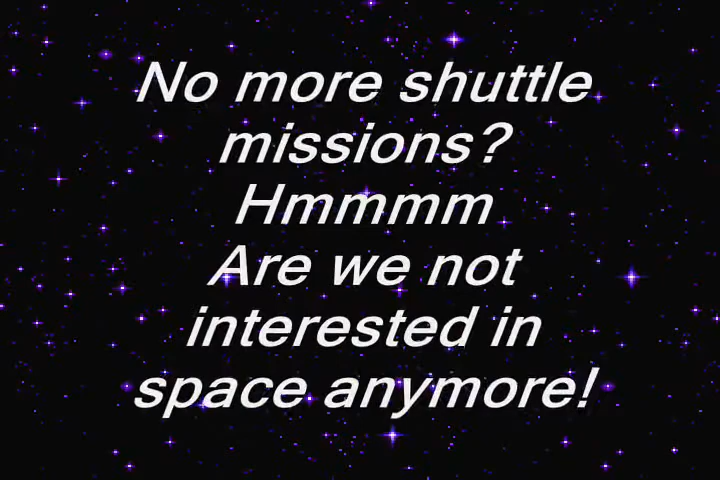 No more shuttle
missions?
Hmmmm
Are we not
interested in
space anymore!